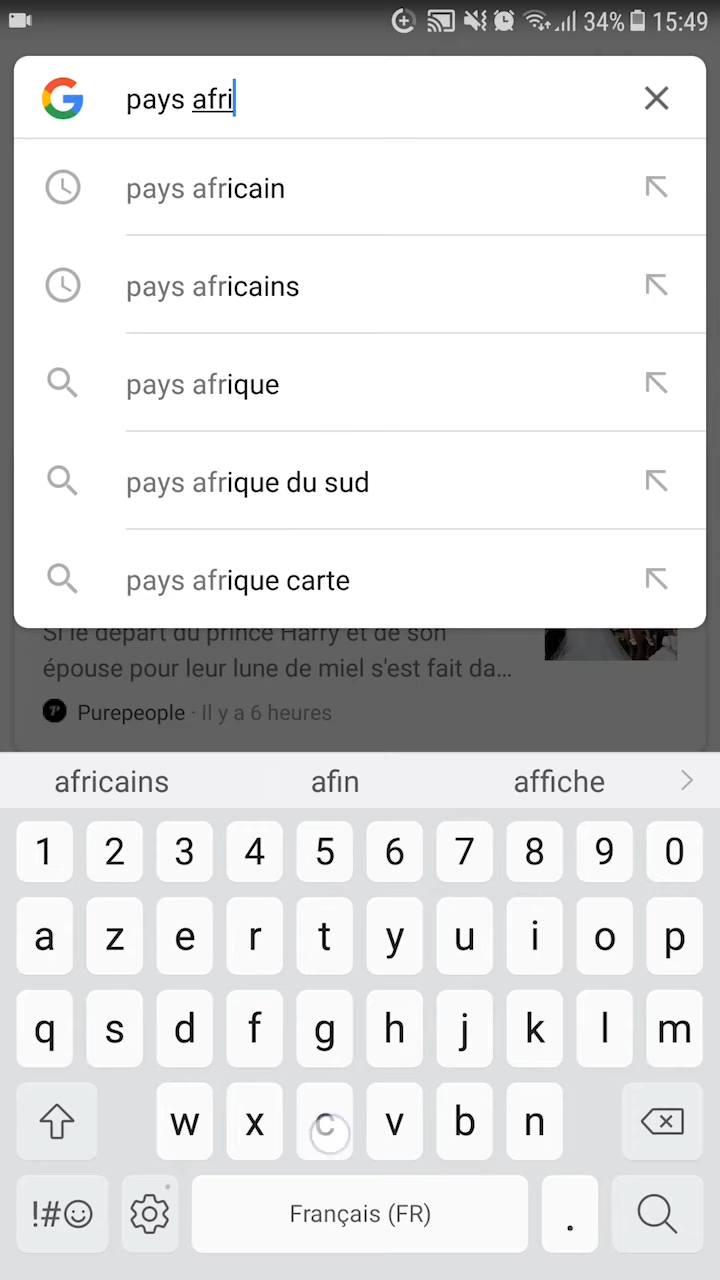 34% 15:49
pays afri
pays africain
pays africains
pays afrique
pays afrique du sud
pays afrique carte
Si le départ du prince Harry et de son
épouse pour leur lune de miel s'est fait da...
Purepeople · Il y a 6 heures
africains afin affiche
1 2 3 4 5 6 7 8 9 0
a z e r t y u i o p
q s d f g h j k l m
w x c v b n
!#☺ Français (FR) .